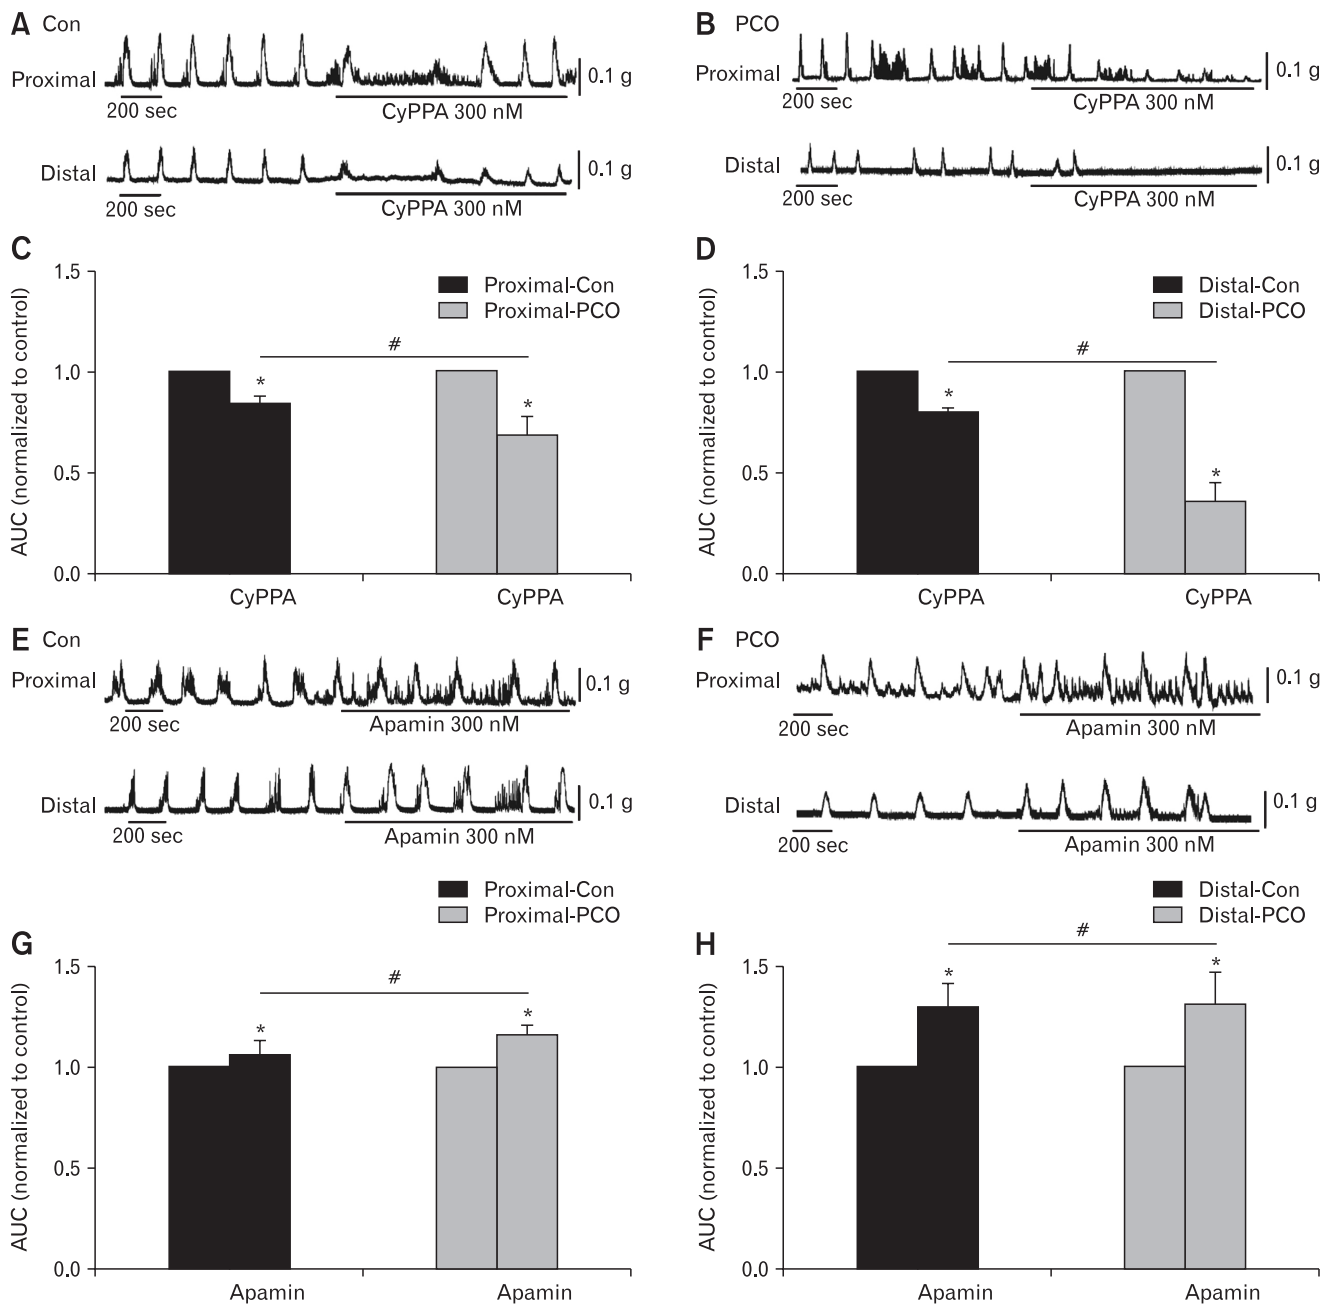 A Con
Proximal
0.1 g
200 sec
CyPPA 300 nM
Distal
0.1 g
200 sec
CyPPA 300 nM
B PCO
Proximal
0.1 g
200 sec
CyPPA 300 nM
Distal
0.1 g
200 sec
CyPPA 300 nM
C
Proximal-Con
Proximal-PCO
AUC (normalized to control)
1.5
1.0
0.5
0.0
#
*
*
CyPPA
CyPPA
D
Distal-Con
Distal-PCO
AUC (normalized to control)
1.5
1.0
0.5
0.0
#
*
*
CyPPA
CyPPA
E Con
Proximal
0.1 g
200 sec
Apamin 300 nM
Distal
0.1 g
200 sec
Apamin 300 nM
F PCO
Proximal
0.1 g
200 sec
Apamin 300 nM
Distal
0.1 g
200 sec
Apamin 300 nM
G
Proximal-Con
Proximal-PCO
AUC (normalized to control)
1.5
1.0
0.5
0.0
#
*
*
Apamin
Apamin
H
Distal-Con
Distal-PCO
AUC (normalized to control)
1.5
1.0
0.5
0.0
#
*
*
Apamin
Apamin